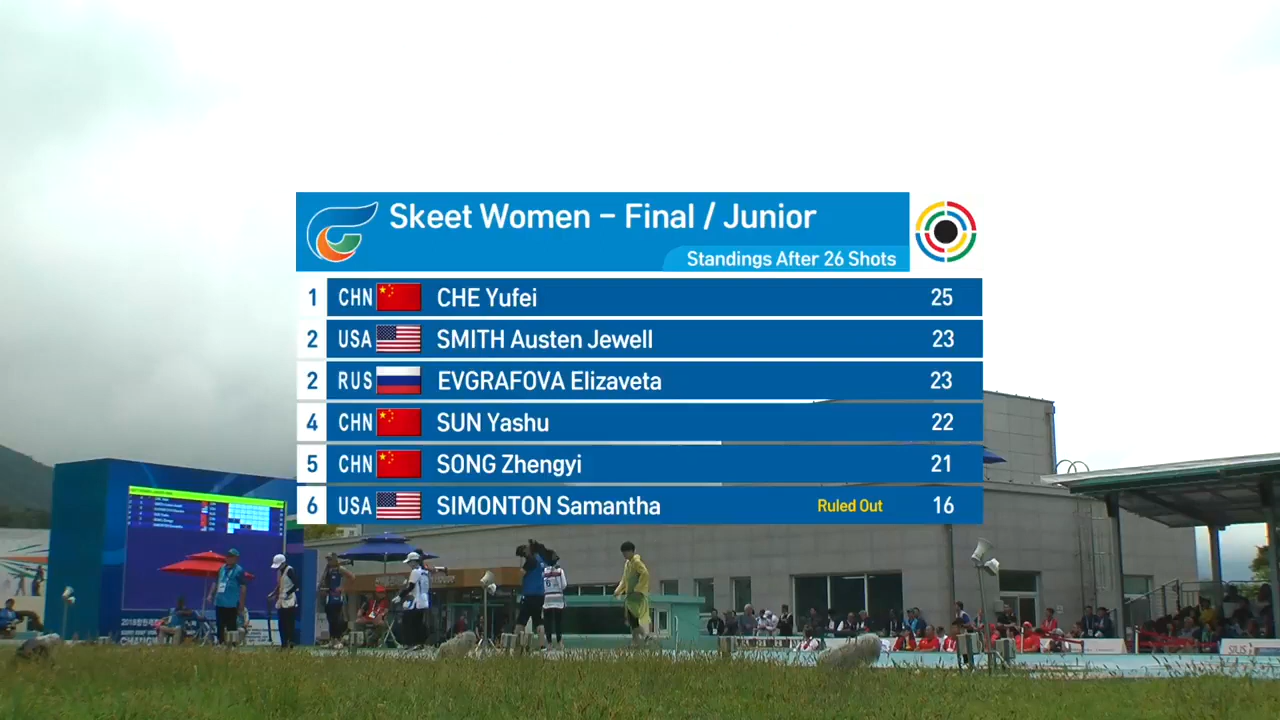 Skeet Women – Final / Junior
Standings After 26 Shots
1 CHN CHE Yufei 25
2 USA SMITH Austen Jewell 23
2 RUS EVGRAFOVA Elizaveta 23
4 CHN SUN Yashu 22
5 CHN SONG Zhengyi 21
6 USA SIMONTON Samantha Ruled Out 16